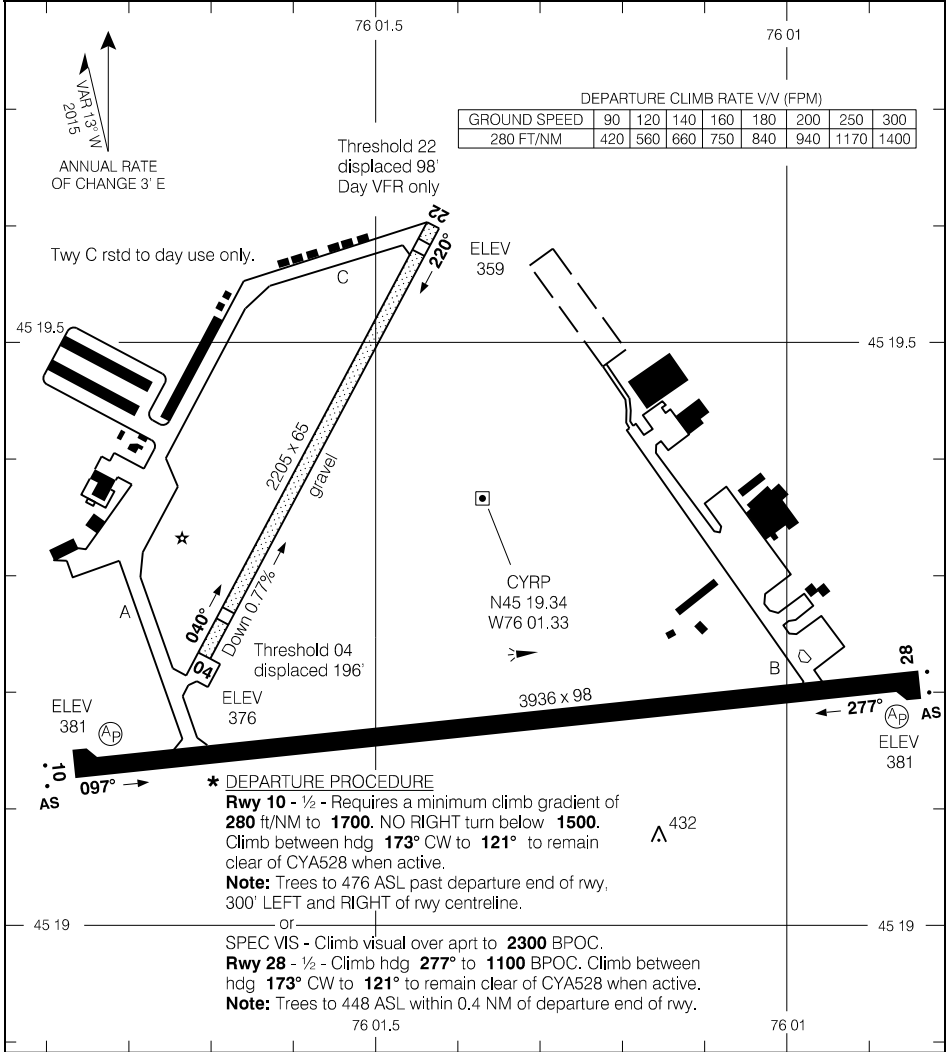 76 01.5
76 01
VAR 13° W
2015
ANNUAL RATE
OF CHANGE 3' E
DEPARTURE CLIMB RATE V/V (FPM)
GROUND SPEED 90 120 140 160 180 200 250 300
280 FT/NM 420 560 660 750 840 940 1170 1400
Threshold 22
displaced 98'
Day VFR only
22
220°
ELEV
359
Twy C rstd to day use only.
C
45 19.5
45 19.5
2205 x 65
gravel
CYRP
N45 19.34
W76 01.33
A
040°
Down 0.77%
04
Threshold 04
displaced 196'
ELEV
376
B
28
3936 x 98
277°
AP
AS
ELEV
381
ELEV
381
AP
10
AS
097°
* DEPARTURE PROCEDURE
Rwy 10 - ½ - Requires a minimum climb gradient of
280 ft/NM to 1700. NO RIGHT turn below 1500.
Climb between hdg 173° CW to 121° to remain
clear of CYA528 when active.
Note: Trees to 476 ASL past departure end of rwy,
300' LEFT and RIGHT of rwy centreline.
432
or
45 19
45 19
SPEC VIS - Climb visual over aprt to 2300 BPOC.
Rwy 28 - ½ - Climb hdg 277° to 1100 BPOC. Climb between
hdg 173° CW to 121° to remain clear of CYA528 when active.
Note: Trees to 448 ASL within 0.4 NM of departure end of rwy.
76 01.5
76 01